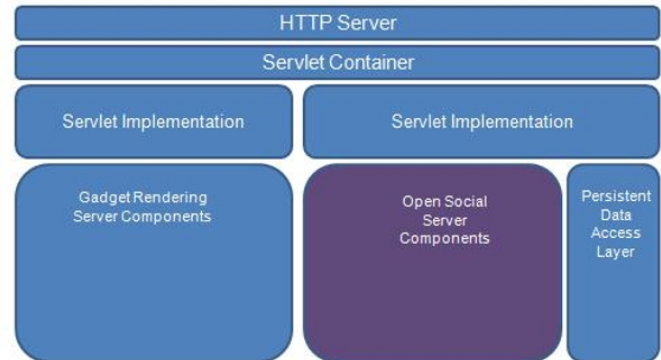 HTTP Server
Servlet Container
Servlet Implementation
Servlet Implementation
Gadget Rendering
Server Components
Open Social
Server
Components
Persistent
Data
Access
Layer